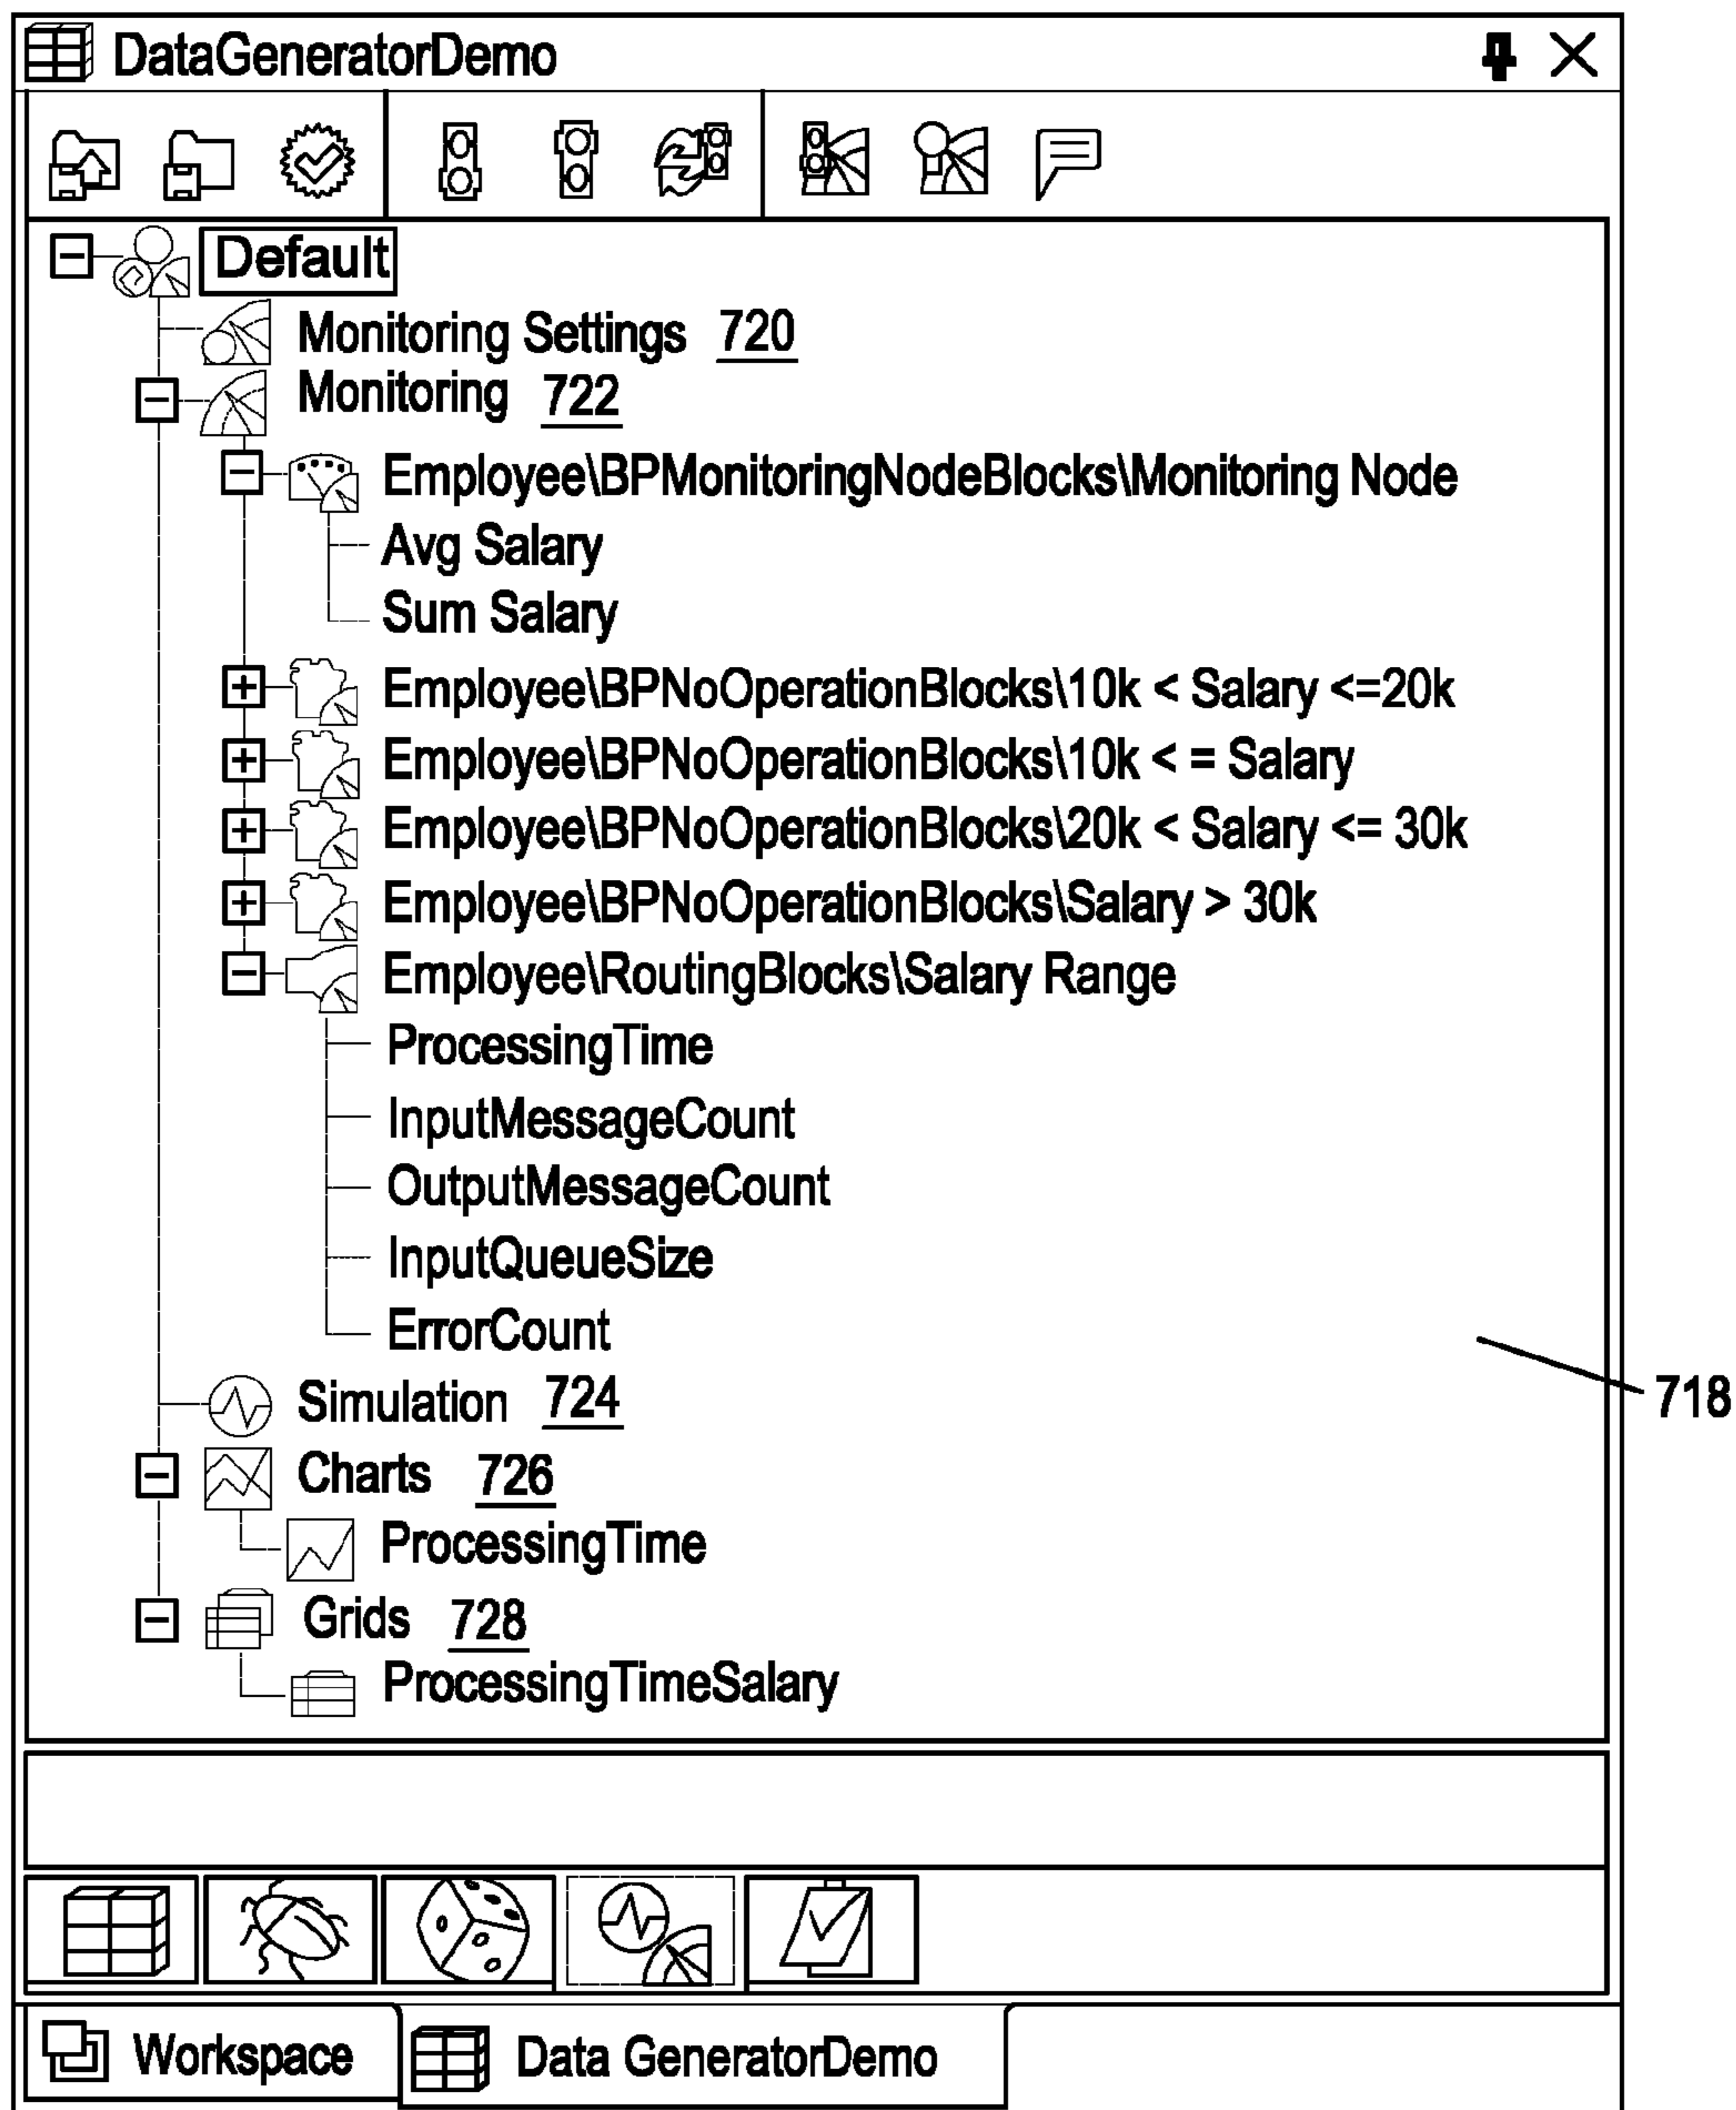 DataGeneratorDemo
Default
Monitoring Settings 720
Monitoring 722
Employee\BPMonitoringNodeBlocks\Monitoring Node
Avg Salary
Sum Salary
Employee\BPNoOperationBlocks\10k < Salary <=20k
Employee\BPNoOperationBlocks\10k < = Salary
Employee\BPNoOperationBlocks\20k < Salary <= 30k
Employee\BPNoOperationBlocks\Salary > 30k
Employee\RoutingBlocks\Salary Range
ProcessingTime
InputMessageCount
OutputMessageCount
InputQueueSize
ErrorCount
Simulation 724
718
Charts 726
ProcessingTime
Grids 728
ProcessingTimeSalary
Workspace
Data GeneratorDemo